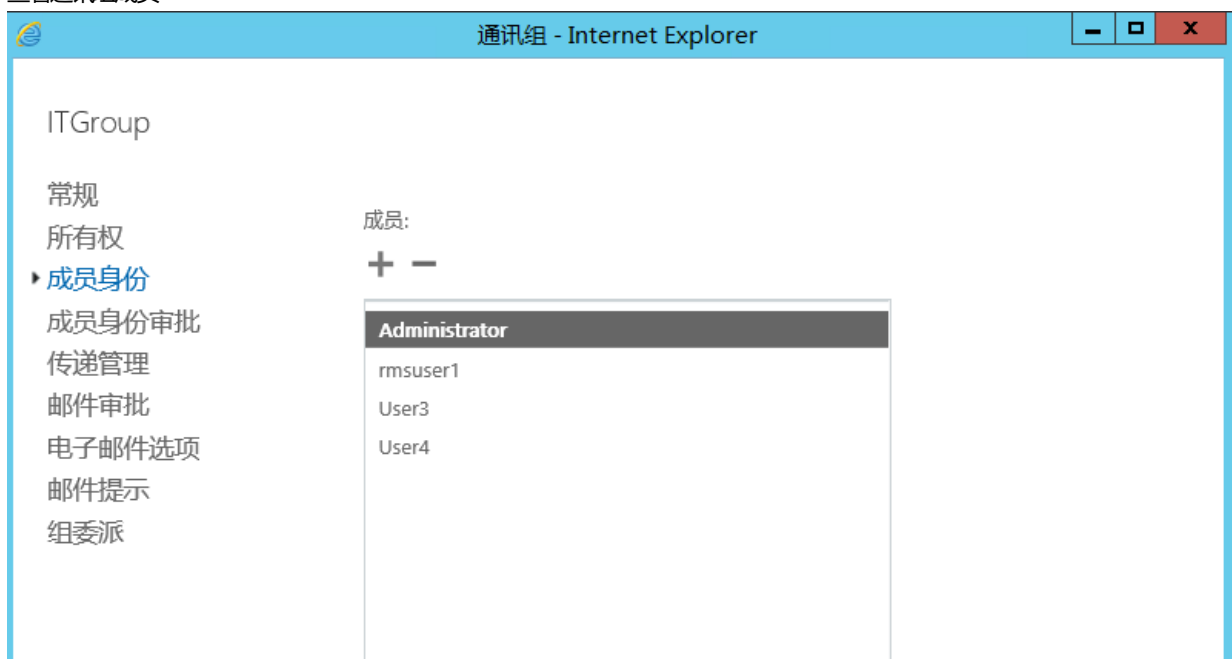 通讯组 - Internet Explorer
ITGroup
常规
所有权
成员身份
成员身份审批
传递管理
邮件审批
电子邮件选项
邮件提示
组委派
成员:
Administrator
rmsuser1
User3
User4